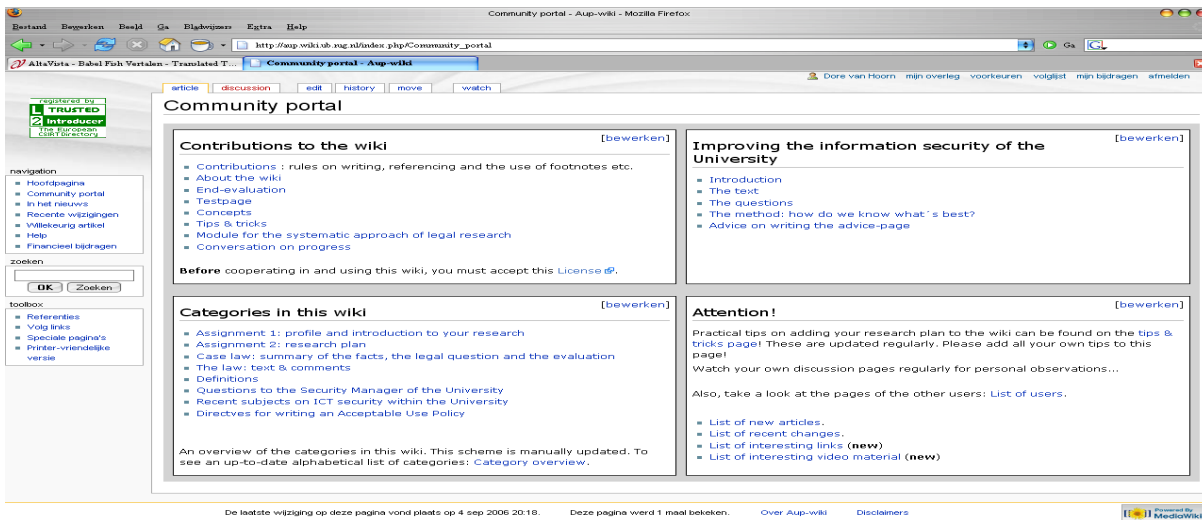 Community portal - Aup-wiki - Mozilla Firefox
Bestand Bewerken Beeld Ga Bladwijzers Extra Help
http://aup.wiki.ub.rug.nl/index.php/Community_portal
Ga
AltaVista - Babel Fish Vertalen - Translated T...
Community portal - Aup-wiki
Dore van Hoorn mijn overleg voorkeuren volglijst mijn bijdragen afmelden
article discussion edit history move watch
registered by
TRUSTED
2 Introducer
The European
CSIRT Directory
Community portal
navigation
Hoofdpagina
Community portal
In het nieuws
Recente wijzigingen
Willekeurig artikel
Help
Financieel bijdragen
zoeken
OK Zoeken
toolbox
Referenties
Volg links
Speciale pagina's
Printer-vriendelijke
versie
[bewerken]
Contributions to the wiki
Contributions : rules on writing, referencing and the use of footnotes etc.
About the wiki
End-evaluation
Testpage
Concepts
Tips & tricks
Module for the systematic approach of legal research
Conversation on progress
Before cooperating in and using this wiki, you must accept this License.
[bewerken]
Improving the information security of the
University
Introduction
The text
The questions
The method: how do we know what´s best?
Advice on writing the advice-page
[bewerken]
Categories in this wiki
Assignment 1: profile and introduction to your research
Assignment 2: research plan
Case law: summary of the facts, the legal question and the evaluation
The law: text & comments
Definitions
Questions to the Security Manager of the University
Recent subjects on ICT security within the University
Directves for writing an Acceptable Use Policy
An overview of the categories in this wiki. This scheme is manually updated. To
see an up-to-date alphabetical list of categories: Category overview.
[bewerken]
Attention!
Practical tips on adding your research plan to the wiki can be found on the tips &
tricks page! These are updated regularly. Please add all your own tips to this
page!
Watch your own discussion pages regularly for personal observations...
Also, take a look at the pages of the other users: List of users.
List of new articles.
List of recent changes.
List of interesting links (new)
List of interesting video material (new)
De laatste wijziging op deze pagina vond plaats op 4 sep 2006 20:18. Deze pagina werd 1 maal bekeken. Over Aup-wiki Disclaimers
Powered By
MediaWiki